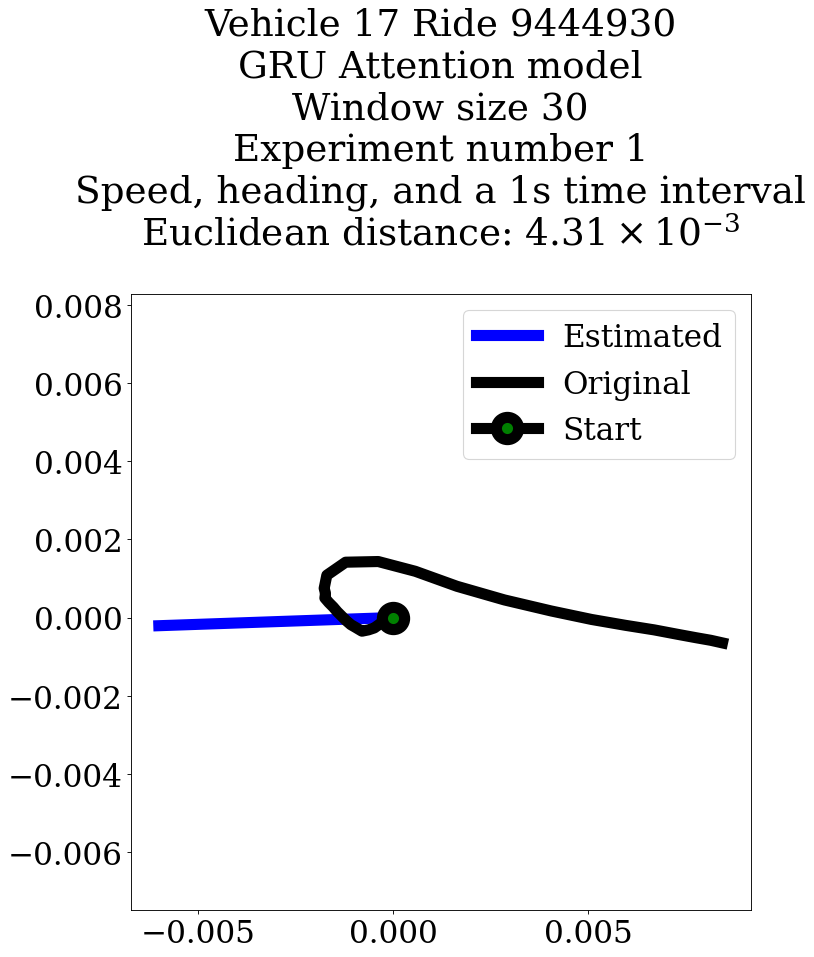 Vehicle 17 Ride 9444930
GRU Attention model
Window size 30
Experiment number 1
Speed, heading, and a 1s time interval
Euclidean distance: 4.31 × 10⁻³
0.008
0.006
0.004
0.002
0.000
−0.002
−0.004
−0.006
Estimated
Original
Start
−0.005
0.000
0.005